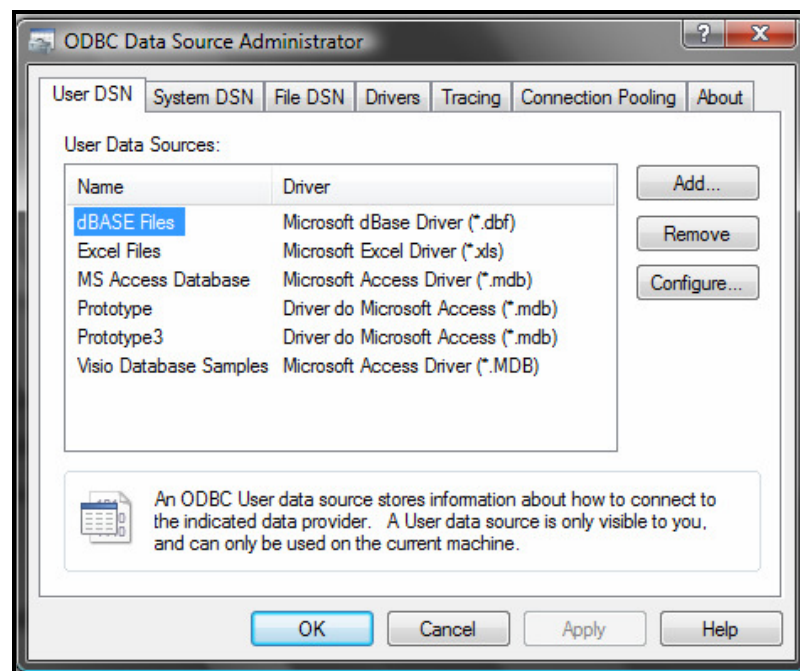 ODBC Data Source Administrator
User DSN System DSN File DSN Drivers Tracing Connection Pooling About
User Data Sources:
Name Driver
dBASE Files Microsoft dBase Driver (*.dbf)
Excel Files Microsoft Excel Driver (*.xls)
MS Access Database Microsoft Access Driver (*.mdb)
Prototype Driver do Microsoft Access (*.mdb)
Prototype3 Driver do Microsoft Access (*.mdb)
Visio Database Samples Microsoft Access Driver (*.MDB)
Add...
Remove
Configure...
An ODBC User data source stores information about how to connect to
the indicated data provider. A User data source is only visible to you,
and can only be used on the current machine.
OK Cancel Apply Help